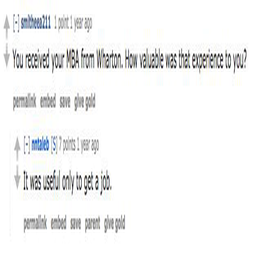 [-] smitheea211 1 point 1 year ago
You received your MBA from Wharton. How valuable was that experience to you?
permalink embed save give gold
[-] nntaleb [S] 7 points 1 year ago
It was useful only to get a job.
permalink embed save parent give gold